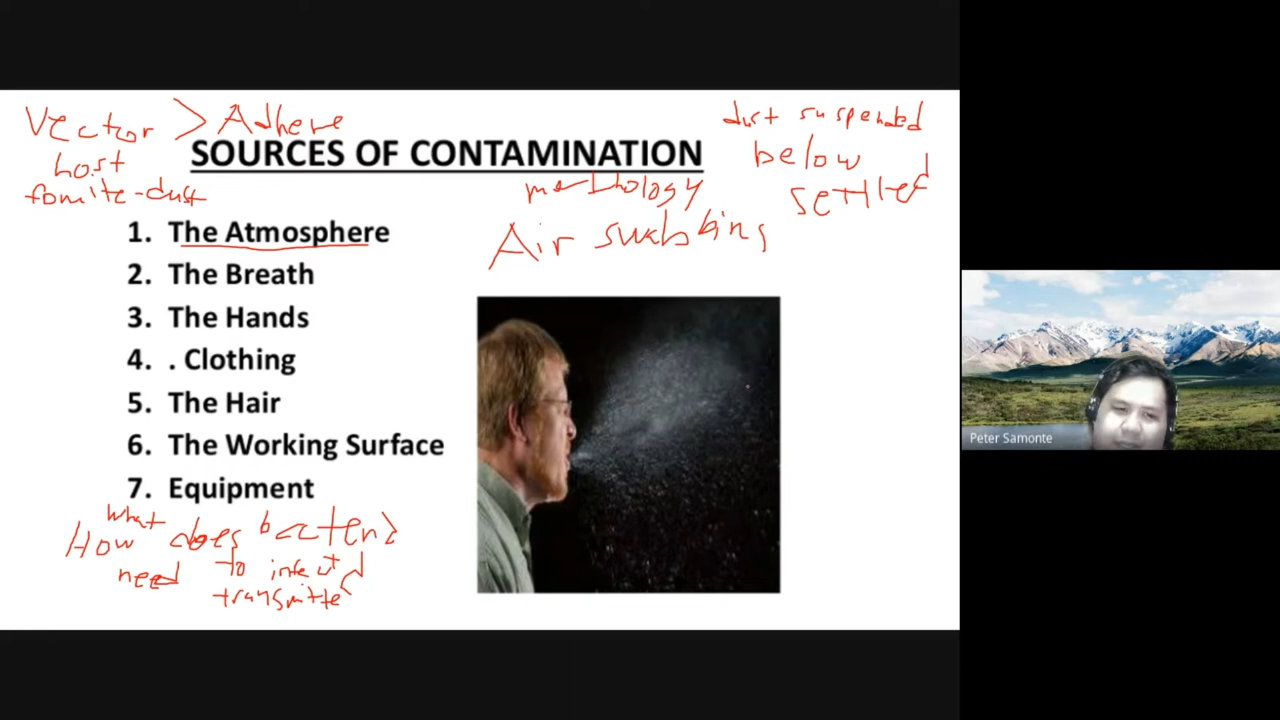 Vector > Adhere
host
fomite-dust
dust suspended
below
settled
SOURCES OF CONTAMINATION
Air swabbing
1. The Atmosphere
2. The Breath
3. The Hands
4. . Clothing
5. The Hair
6. The Working Surface
7. Equipment
what
How does bacteria
need to infect
transmitted
Peter Samonte